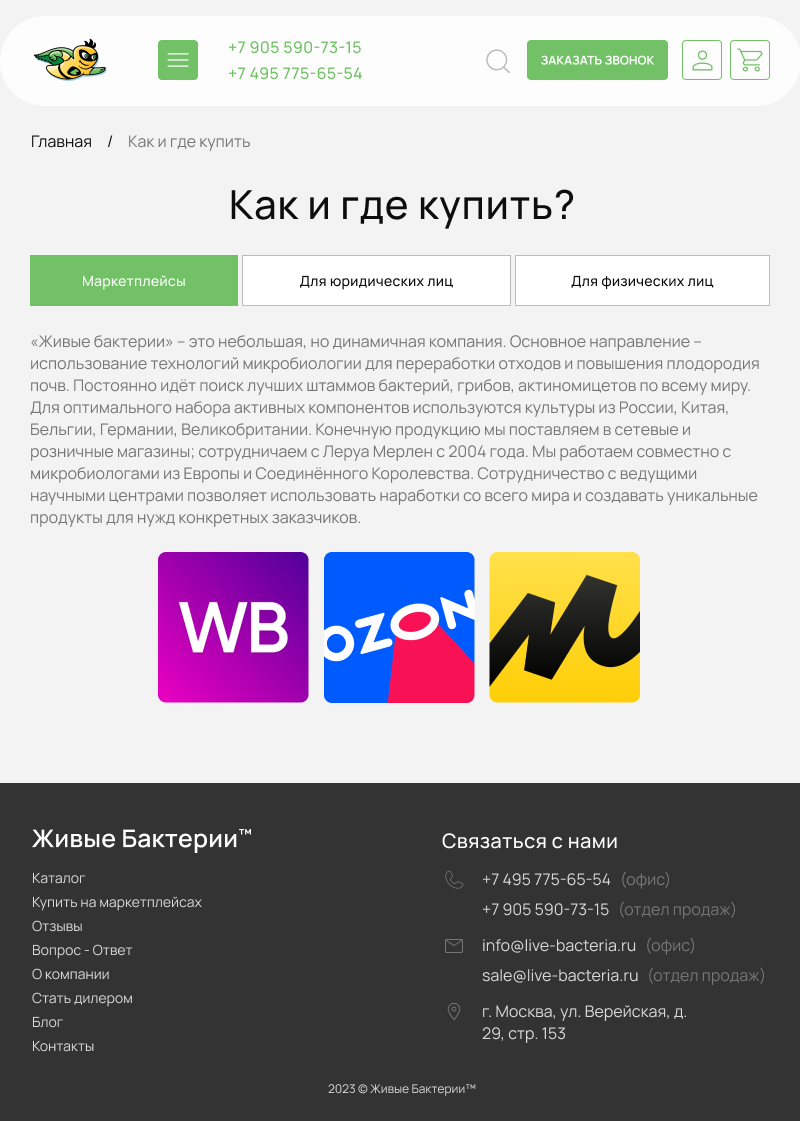 +7 905 590-73-15
+7 495 775-65-54
ЗАКАЗАТЬ ЗВОНОК
Главная / Как и где купить
Как и где купить?
Маркетплейсы
Для юридических лиц
Для физических лиц
«Живые бактерии» – это небольшая, но динамичная компания. Основное направление –
использование технологий микробиологии для переработки отходов и повышения плодородия
почв. Постоянно идёт поиск лучших штаммов бактерий, грибов, актиномицетов по всему миру.
Для оптимального набора активных компонентов используются культуры из России, Китая,
Бельгии, Германии, Великобритании. Конечную продукцию мы поставляем в сетевые и
розничные магазины; сотрудничаем с Леруа Мерлен с 2004 года. Мы работаем совместно с
микробиологами из Европы и Соединённого Королевства. Сотрудничество с ведущими
научными центрами позволяет использовать наработки со всего мира и создавать уникальные
продукты для нужд конкретных заказчиков.
WB
OZON
м
Живые Бактерии™
Каталог
Купить на маркетплейсах
Отзывы
Вопрос - Ответ
О компании
Стать дилером
Блог
Контакты
Связаться с нами
+7 495 775-65-54 (офис)
+7 905 590-73-15 (отдел продаж)
info@live-bacteria.ru (офис)
sale@live-bacteria.ru (отдел продаж)
г. Москва, ул. Верейская, д.
29, стр. 153
2023 © Живые Бактерии™